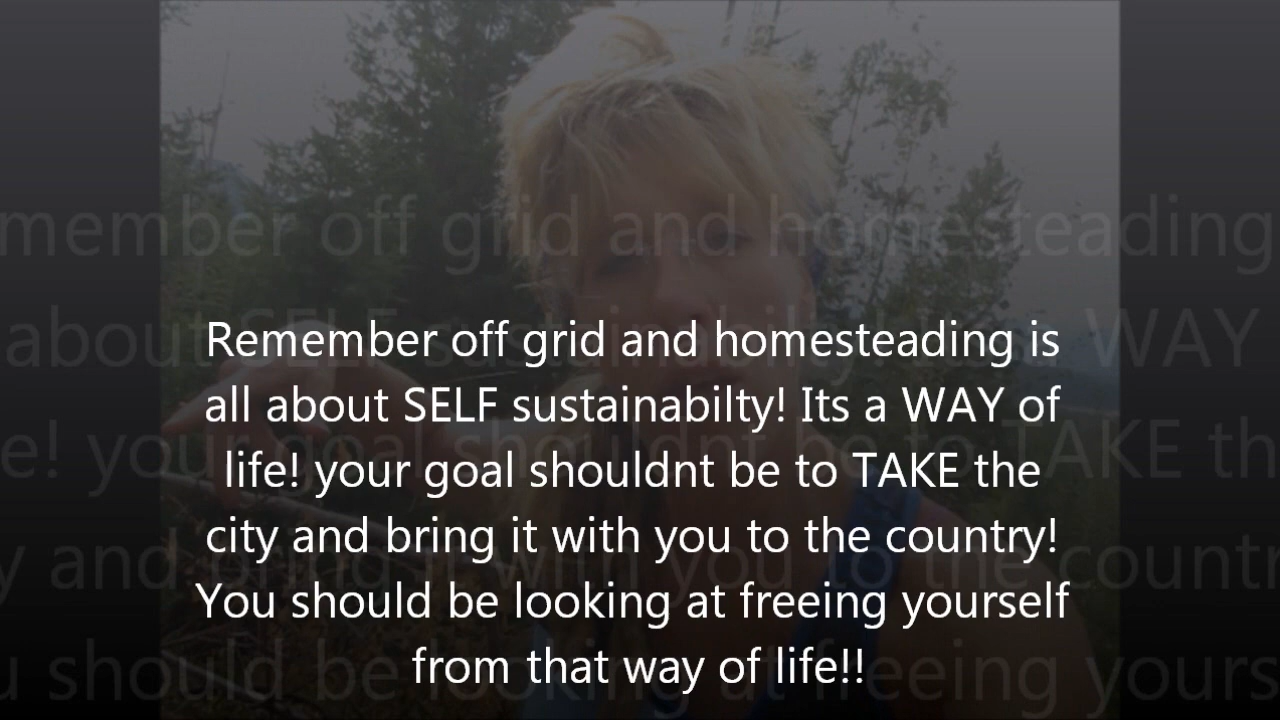 Remember off grid and homesteading is
all about SELF sustainabilty! Its a WAY of
life! your goal shouldnt be to TAKE the
city and bring it with you to the country!
You should be looking at freeing yourself
from that way of life!!